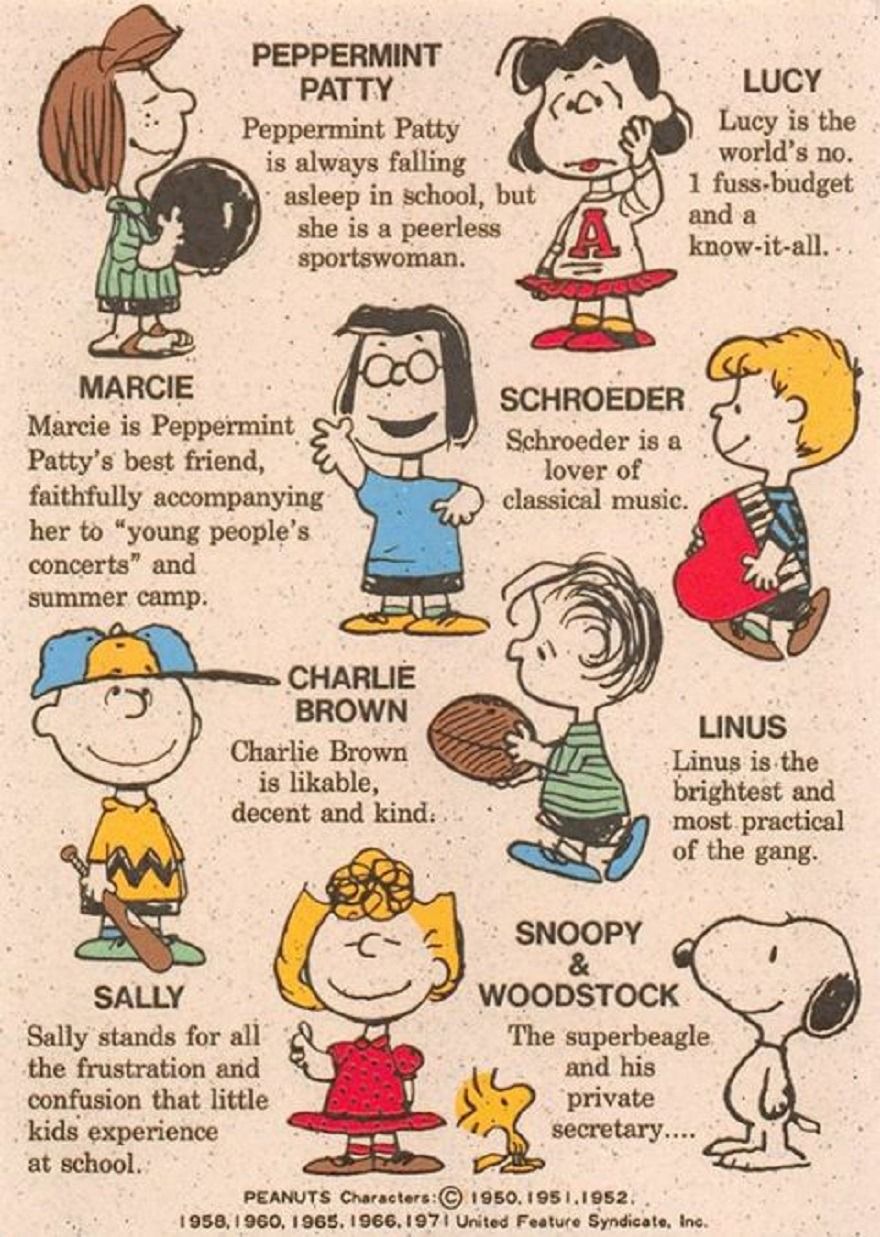 PEPPERMINT
PATTY
Peppermint Patty
is always falling
asleep in school, but
she is a peerless
sportswoman.
LUCY
Lucy is the
world's no.
1 fuss-budget
and a
know-it-all.
A
MARCIE
Marcie is Peppermint
Patty's best friend,
faithfully accompanying
her to “young people's
concerts” and
summer camp.
SCHROEDER
Schroeder is a
lover of
classical music.
CHARLIE
BROWN
Charlie Brown
is likable,
decent and kind.
LINUS
Linus is the
brightest and
most practical
of the gang.
SALLY
Sally stands for all
the frustration and
confusion that little
kids experience
at school.
SNOOPY
&
WOODSTOCK
The superbeagle
and his
private
secretary....
PEANUTS Characters: © 1950, 1951, 1952,
1958, 1960, 1965, 1966, 1971 United Feature Syndicate, Inc.